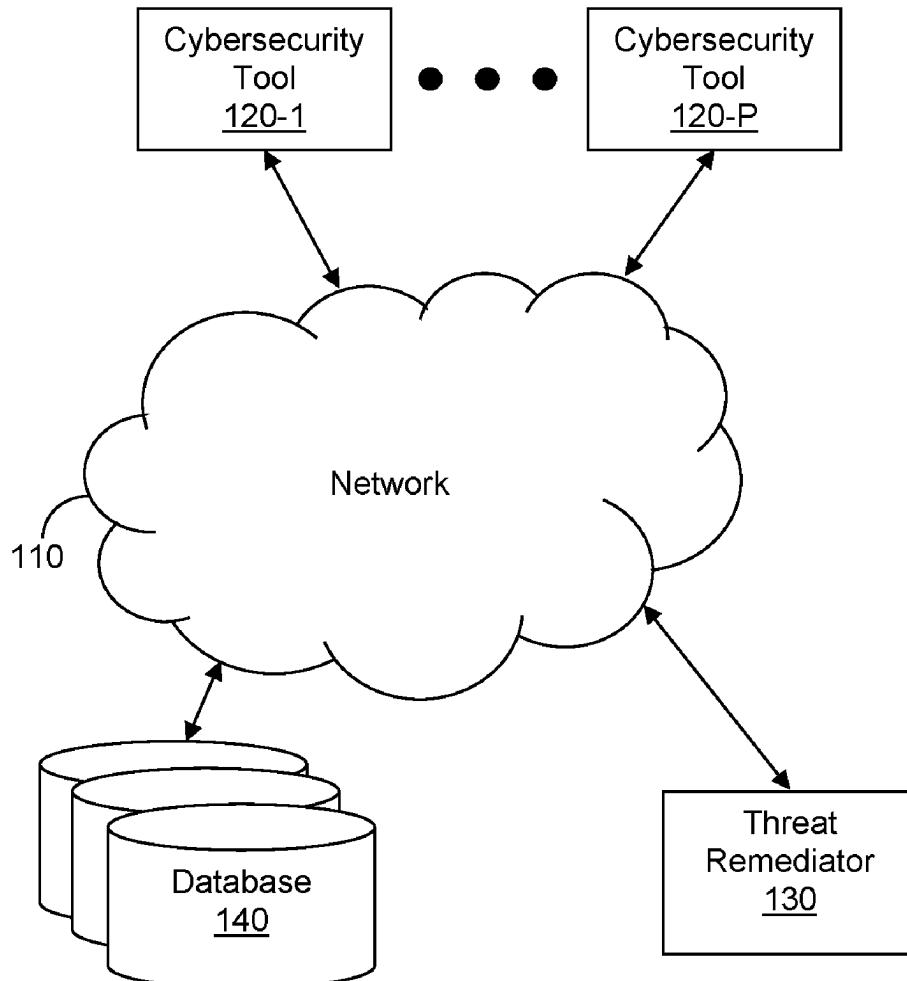 Cybersecurity
Tool
120-1
Cybersecurity
Tool
120-P
Network
110
Database
140
Threat
Remediator
130